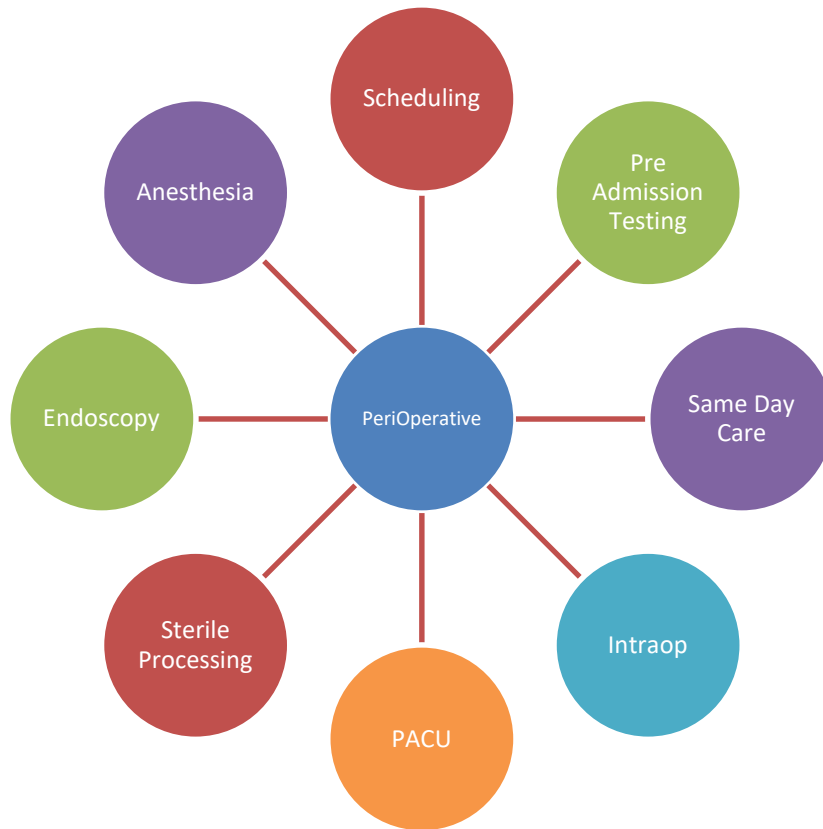 Scheduling
Pre
Admission
Testing
Same Day
Care
Intraop
PACU
Sterile
Processing
Endoscopy
Anesthesia
PeriOperative